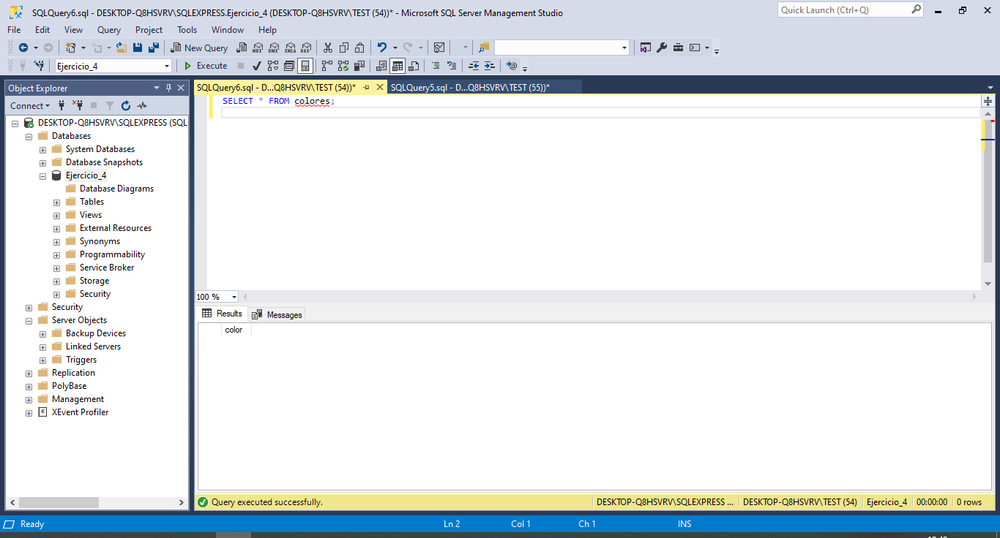 SQLQuery6.sql - DESKTOP-Q8HSVRV\SQLEXPRESS.Ejercicio_4 (DESKTOP-Q8HSVRV\TEST (54))* - Microsoft SQL Server Management Studio
Quick Launch (Ctrl+Q)
File Edit View Query Project Tools Window Help
New Query MDX DMX XMLA DAX
Ejercicio_4 Execute
Object Explorer
SQLQuery6.sql - D...Q8HSVRV\TEST (54))* SQLQuery5.sql - D...Q8HSVRV\TEST (55))*
Connect
DESKTOP-Q8HSVRV\SQLEXPRESS (SQL
Databases
System Databases
Database Snapshots
Ejercicio_4
Database Diagrams
Tables
Views
External Resources
Synonyms
Programmability
Service Broker
Storage
Security
Security
Server Objects
Backup Devices
Linked Servers
Triggers
Replication
PolyBase
Management
XEvent Profiler
SELECT * FROM colores;
100 %
Results Messages
color
Query executed successfully. DESKTOP-Q8HSVRV\SQLEXPRESS ... DESKTOP-Q8HSVRV\TEST (54) Ejercicio_4 00:00:00 0 rows
Ready Ln 2 Col 1 Ch 1 INS